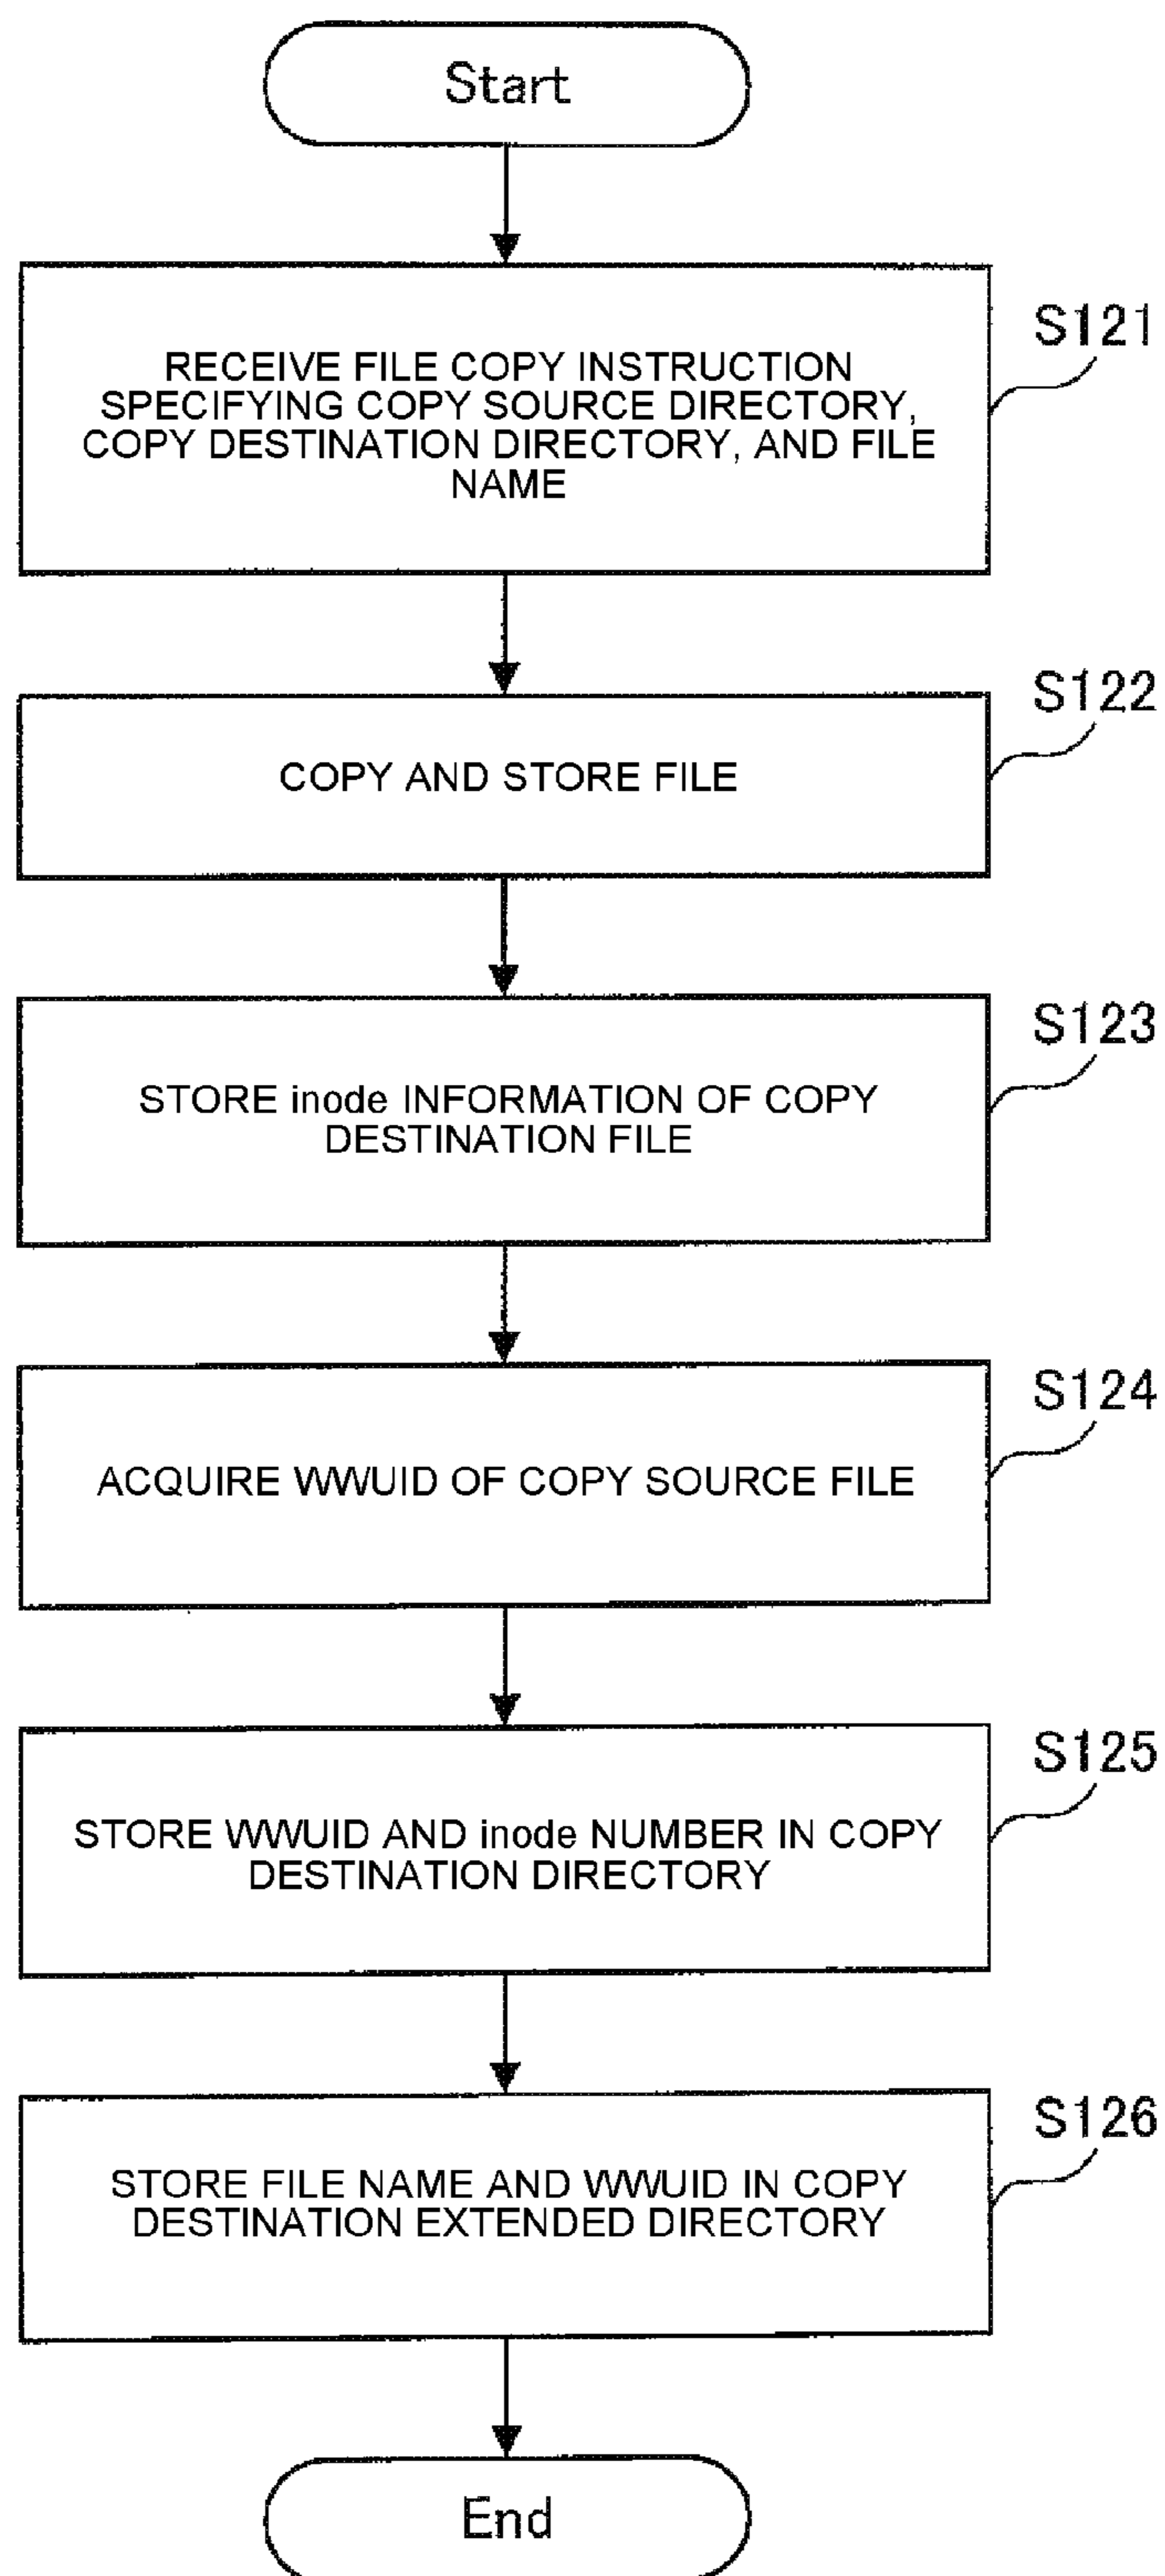 Start
S121
RECEIVE FILE COPY INSTRUCTION
SPECIFYING COPY SOURCE DIRECTORY,
COPY DESTINATION DIRECTORY, AND FILE
NAME
S122
COPY AND STORE FILE
S123
STORE inode INFORMATION OF COPY
DESTINATION FILE
S124
ACQUIRE WWUID OF COPY SOURCE FILE
S125
STORE WWUID AND inode NUMBER IN COPY
DESTINATION DIRECTORY
S126
STORE FILE NAME AND WWUID IN COPY
DESTINATION EXTENDED DIRECTORY
End